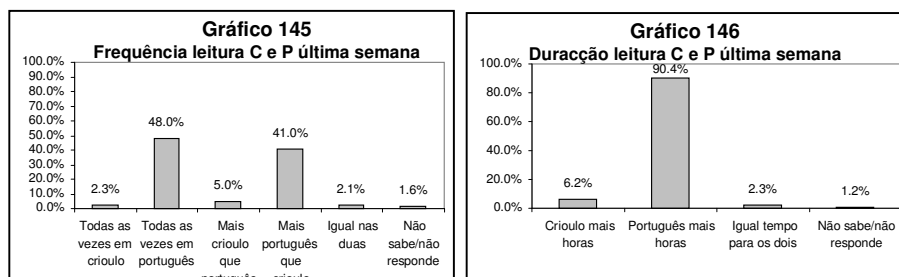 Gráfico 145
Frequência leitura C e P última semana
100.0%
90.0%
80.0%
70.0%
60.0%
50.0%
40.0%
30.0%
20.0%
10.0%
0.0%
2.3%
48.0%
5.0%
41.0%
2.1%
1.6%
Todas as
vezes em
crioulo
Todas as
vezes em
português
Mais
crioulo
que
Mais
português
que
Igual nas
duas
Não
sabe/não
responde
Gráfico 146
Duracção leitura C e P última semana
100.0%
80.0%
60.0%
40.0%
20.0%
0.0%
6.2%
90.4%
2.3%
1.2%
Crioulo mais
horas
Português mais
horas
Igual tempo
para os dois
Não sabe/não
responde